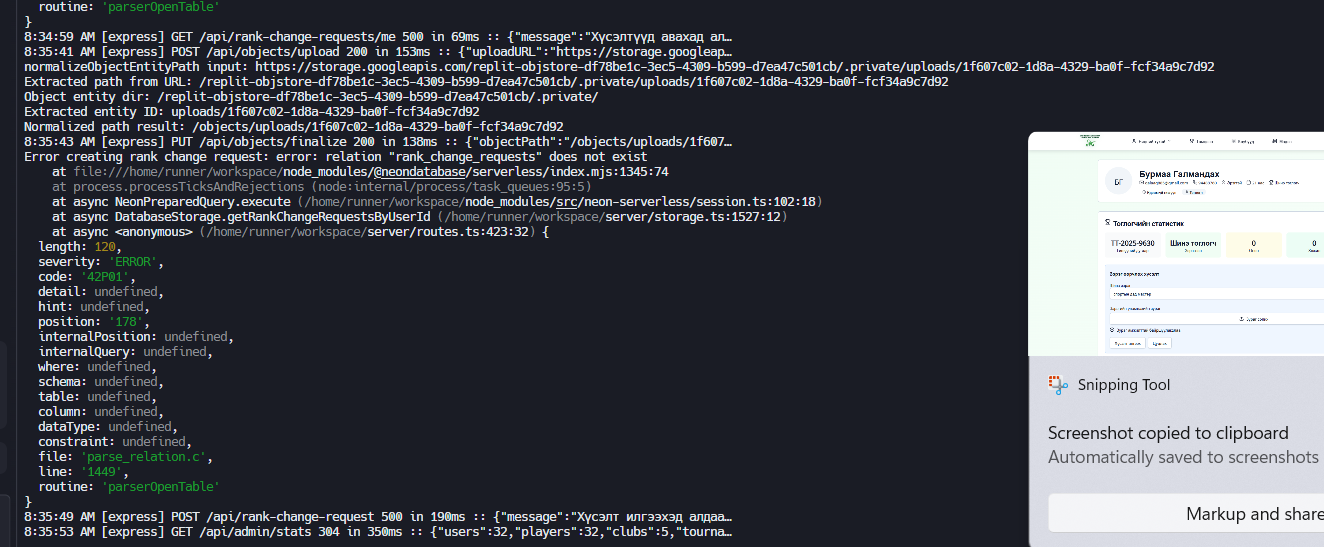 routine: 'parserOpenTable'
}
8:34:59 AM [express] GET /api/rank-change-requests/me 500 in 69ms :: {"message":"Хүсэлтүүд авахад ал…
8:35:41 AM [express] POST /api/objects/upload 200 in 153ms :: {"uploadURL":"https://storage.googleap…
normalizeObjectEntityPath input: https://storage.googleapis.com/replit-objstore-df78be1c-3ec5-4309-b599-d7ea47c501cb/.private/uploads/1f607c02-1d8a-4329-ba0f-fcf34a9c7d92
Extracted path from URL: /replit-objstore-df78be1c-3ec5-4309-b599-d7ea47c501cb/.private/uploads/1f607c02-1d8a-4329-ba0f-fcf34a9c7d92
Object entity dir: /replit-objstore-df78be1c-3ec5-4309-b599-d7ea47c501cb/.private/
Extracted entity ID: uploads/1f607c02-1d8a-4329-ba0f-fcf34a9c7d92
Normalized path result: /objects/uploads/1f607c02-1d8a-4329-ba0f-fcf34a9c7d92
8:35:43 AM [express] PUT /api/objects/finalize 200 in 138ms :: {"objectPath":"/objects/uploads/1f607…
Error creating rank change request: error: relation "rank_change_requests" does not exist
at file:///home/runner/workspace/node_modules/@neondatabase/serverless/index.mjs:1345:74
at process.processTicksAndRejections (node:internal/process/task_queues:95:5)
at async NeonPreparedQuery.execute (/home/runner/workspace/node_modules/src/neon-serverless/session.ts:102:18)
at async DatabaseStorage.getRankChangeRequestsByUserId (/home/runner/workspace/server/storage.ts:1527:12)
at async <anonymous> (/home/runner/workspace/server/routes.ts:423:32) {
length: 120,
severity: 'ERROR',
code: '42P01',
detail: undefined,
hint: undefined,
position: '178',
internalPosition: undefined,
internalQuery: undefined,
where: undefined,
schema: undefined,
table: undefined,
column: undefined,
dataType: undefined,
constraint: undefined,
file: 'parse_relation.c',
line: '1449',
routine: 'parserOpenTable'
}
8:35:49 AM [express] POST /api/rank-change-request 500 in 190ms :: {"message":"Хүсэлт илгээхэд алдаа…
8:35:53 AM [express] GET /api/admin/stats 304 in 350ms :: {"users":32,"players":32,"clubs":5,"tourna…
БГ
Бурмаа Галмандах
Тоглогчийн статистик
TT-2025-9630
Шинэ тоглогч
0
0
Snipping Tool
Screenshot copied to clipboard
Automatically saved to screenshots
Markup and share